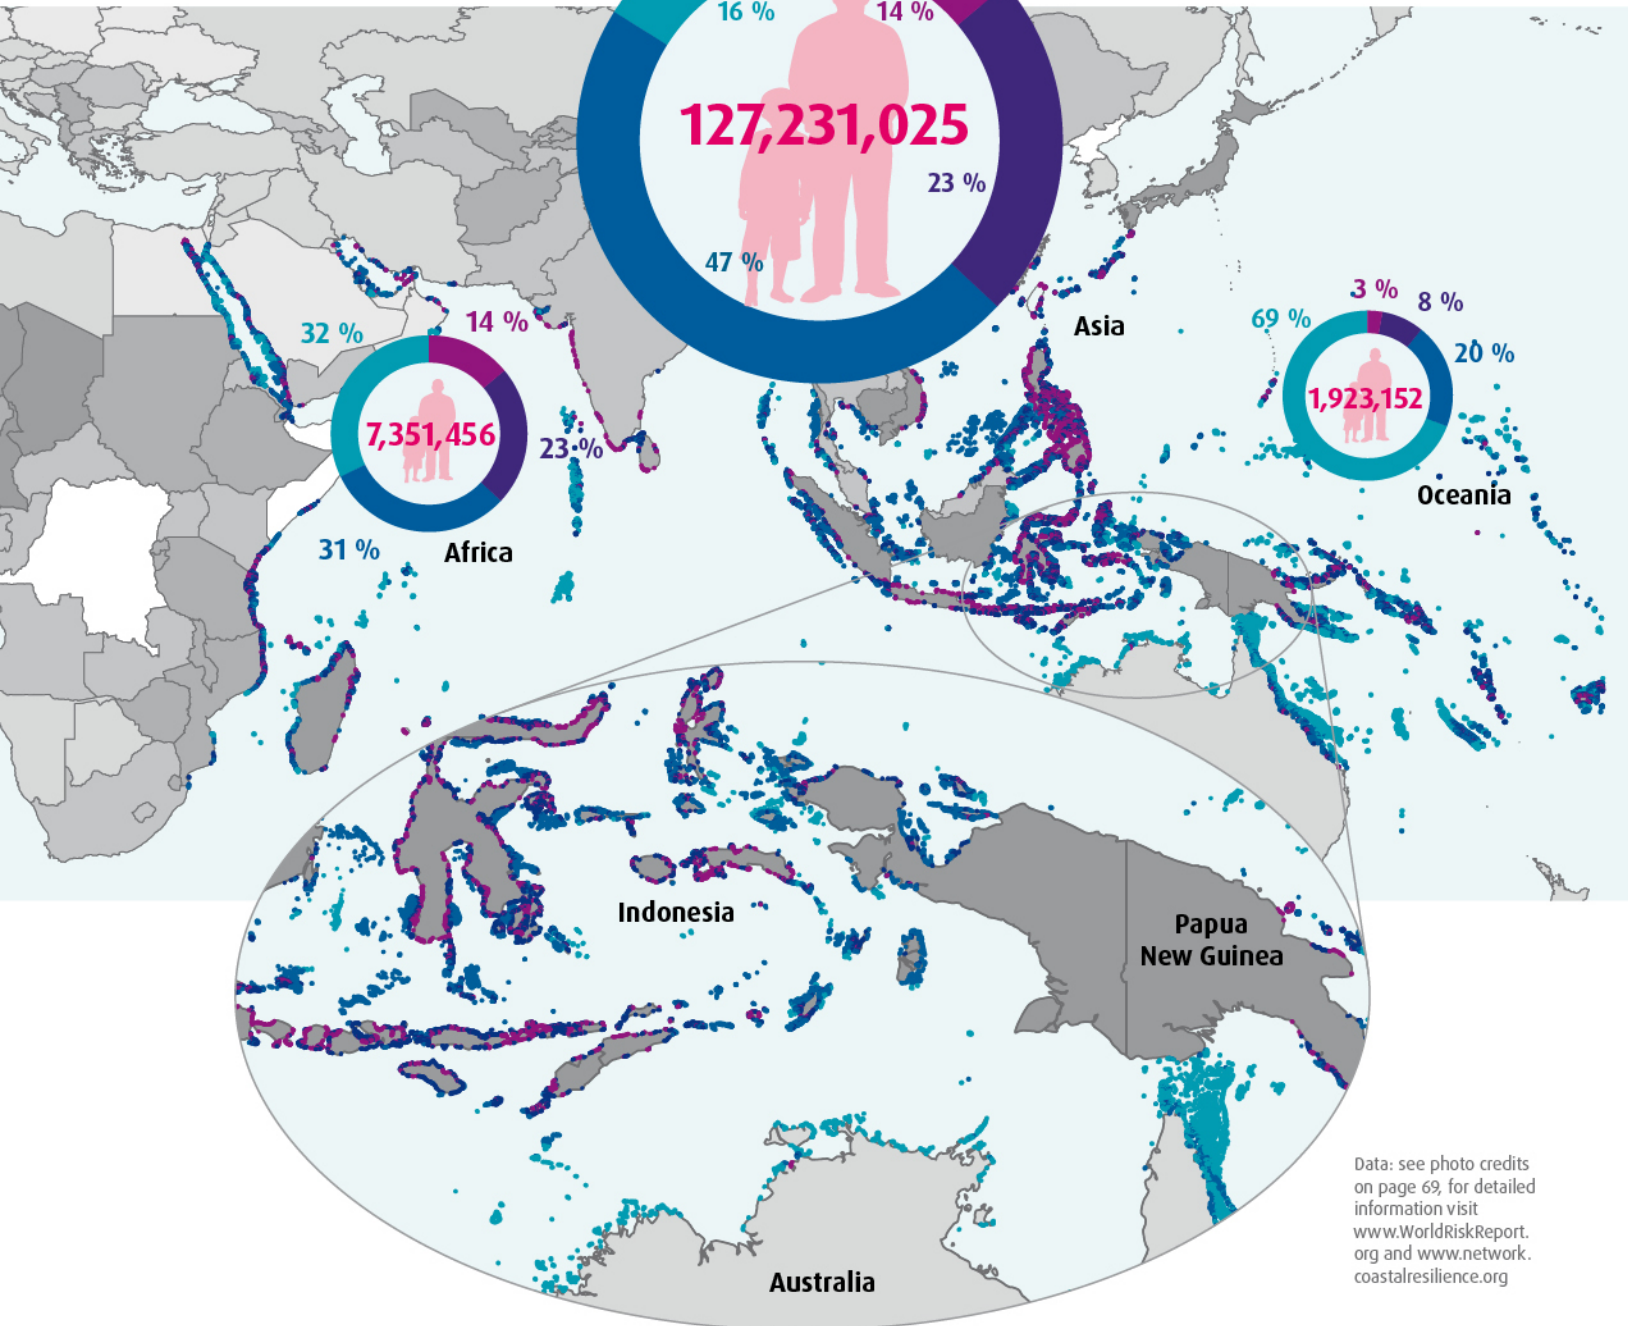 16 %
14 %
127,231,025
23 %
47 %
Asia
3 %
8 %
69 %
20 %
1,923,152
Oceania
32 %
14 %
7,351,456
23 %
31 %
Africa
Indonesia
Papua
New Guinea
Australia
Data: see photo credits
on page 69, for detailed
information visit
www.WorldRiskReport.
org and www.network.
coastalresilience.org